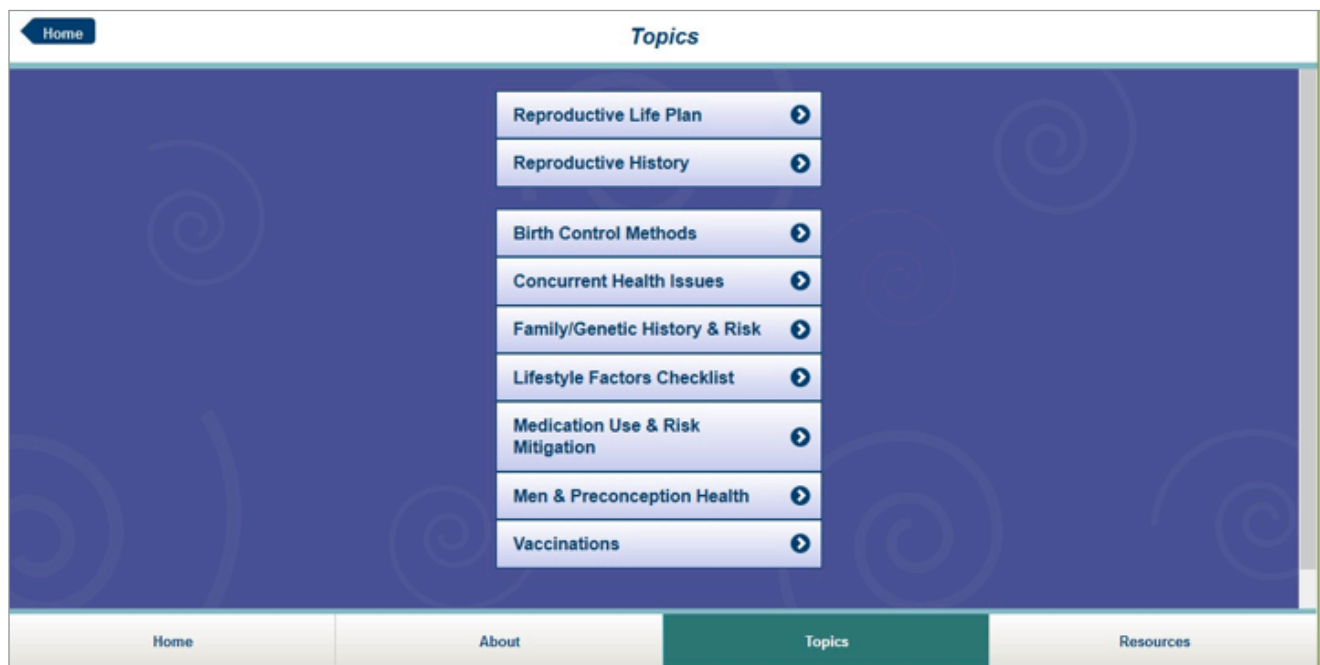 Home
Topics
Reproductive Life Plan
Reproductive History
Birth Control Methods
Concurrent Health Issues
Family/Genetic History & Risk
Lifestyle Factors Checklist
Medication Use & Risk
Mitigation
Men & Preconception Health
Vaccinations
Home
About
Topics
Resources